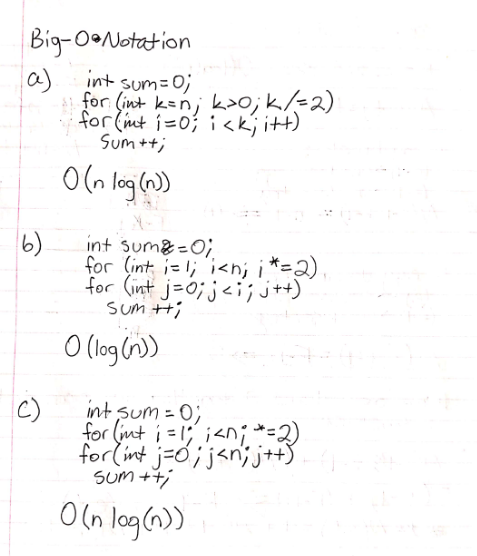 Big-O Notation
a) int sum=0;
for (int k=n; k>0; k/=2)
for (int i=0; i<k; i++)
sum++;
O(n log(n))
b) int sum=0;
for (int i=1; i<n; i*=2)
for (int j=0; j<i; j++)
sum++;
O(log(n))
c) int sum = 0;
for (int i=1; i<n; *=2)
for (int j=0; j<n; j++)
sum++;
O(n log(n))